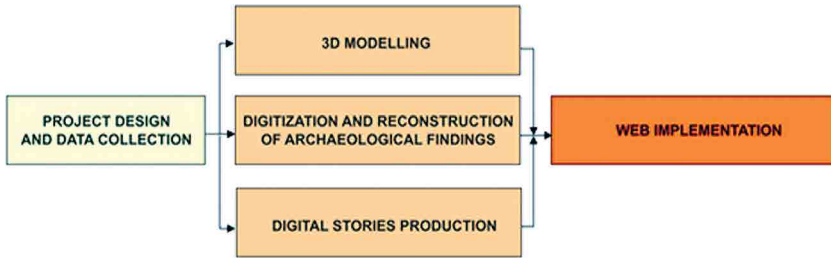 3D MODELLING
PROJECT DESIGN
AND DATA COLLECTION
DIGITIZATION AND RECONSTRUCTION
OF ARCHAEOLOGICAL FINDINGS
WEB IMPLEMENTATION
DIGITAL STORIES PRODUCTION